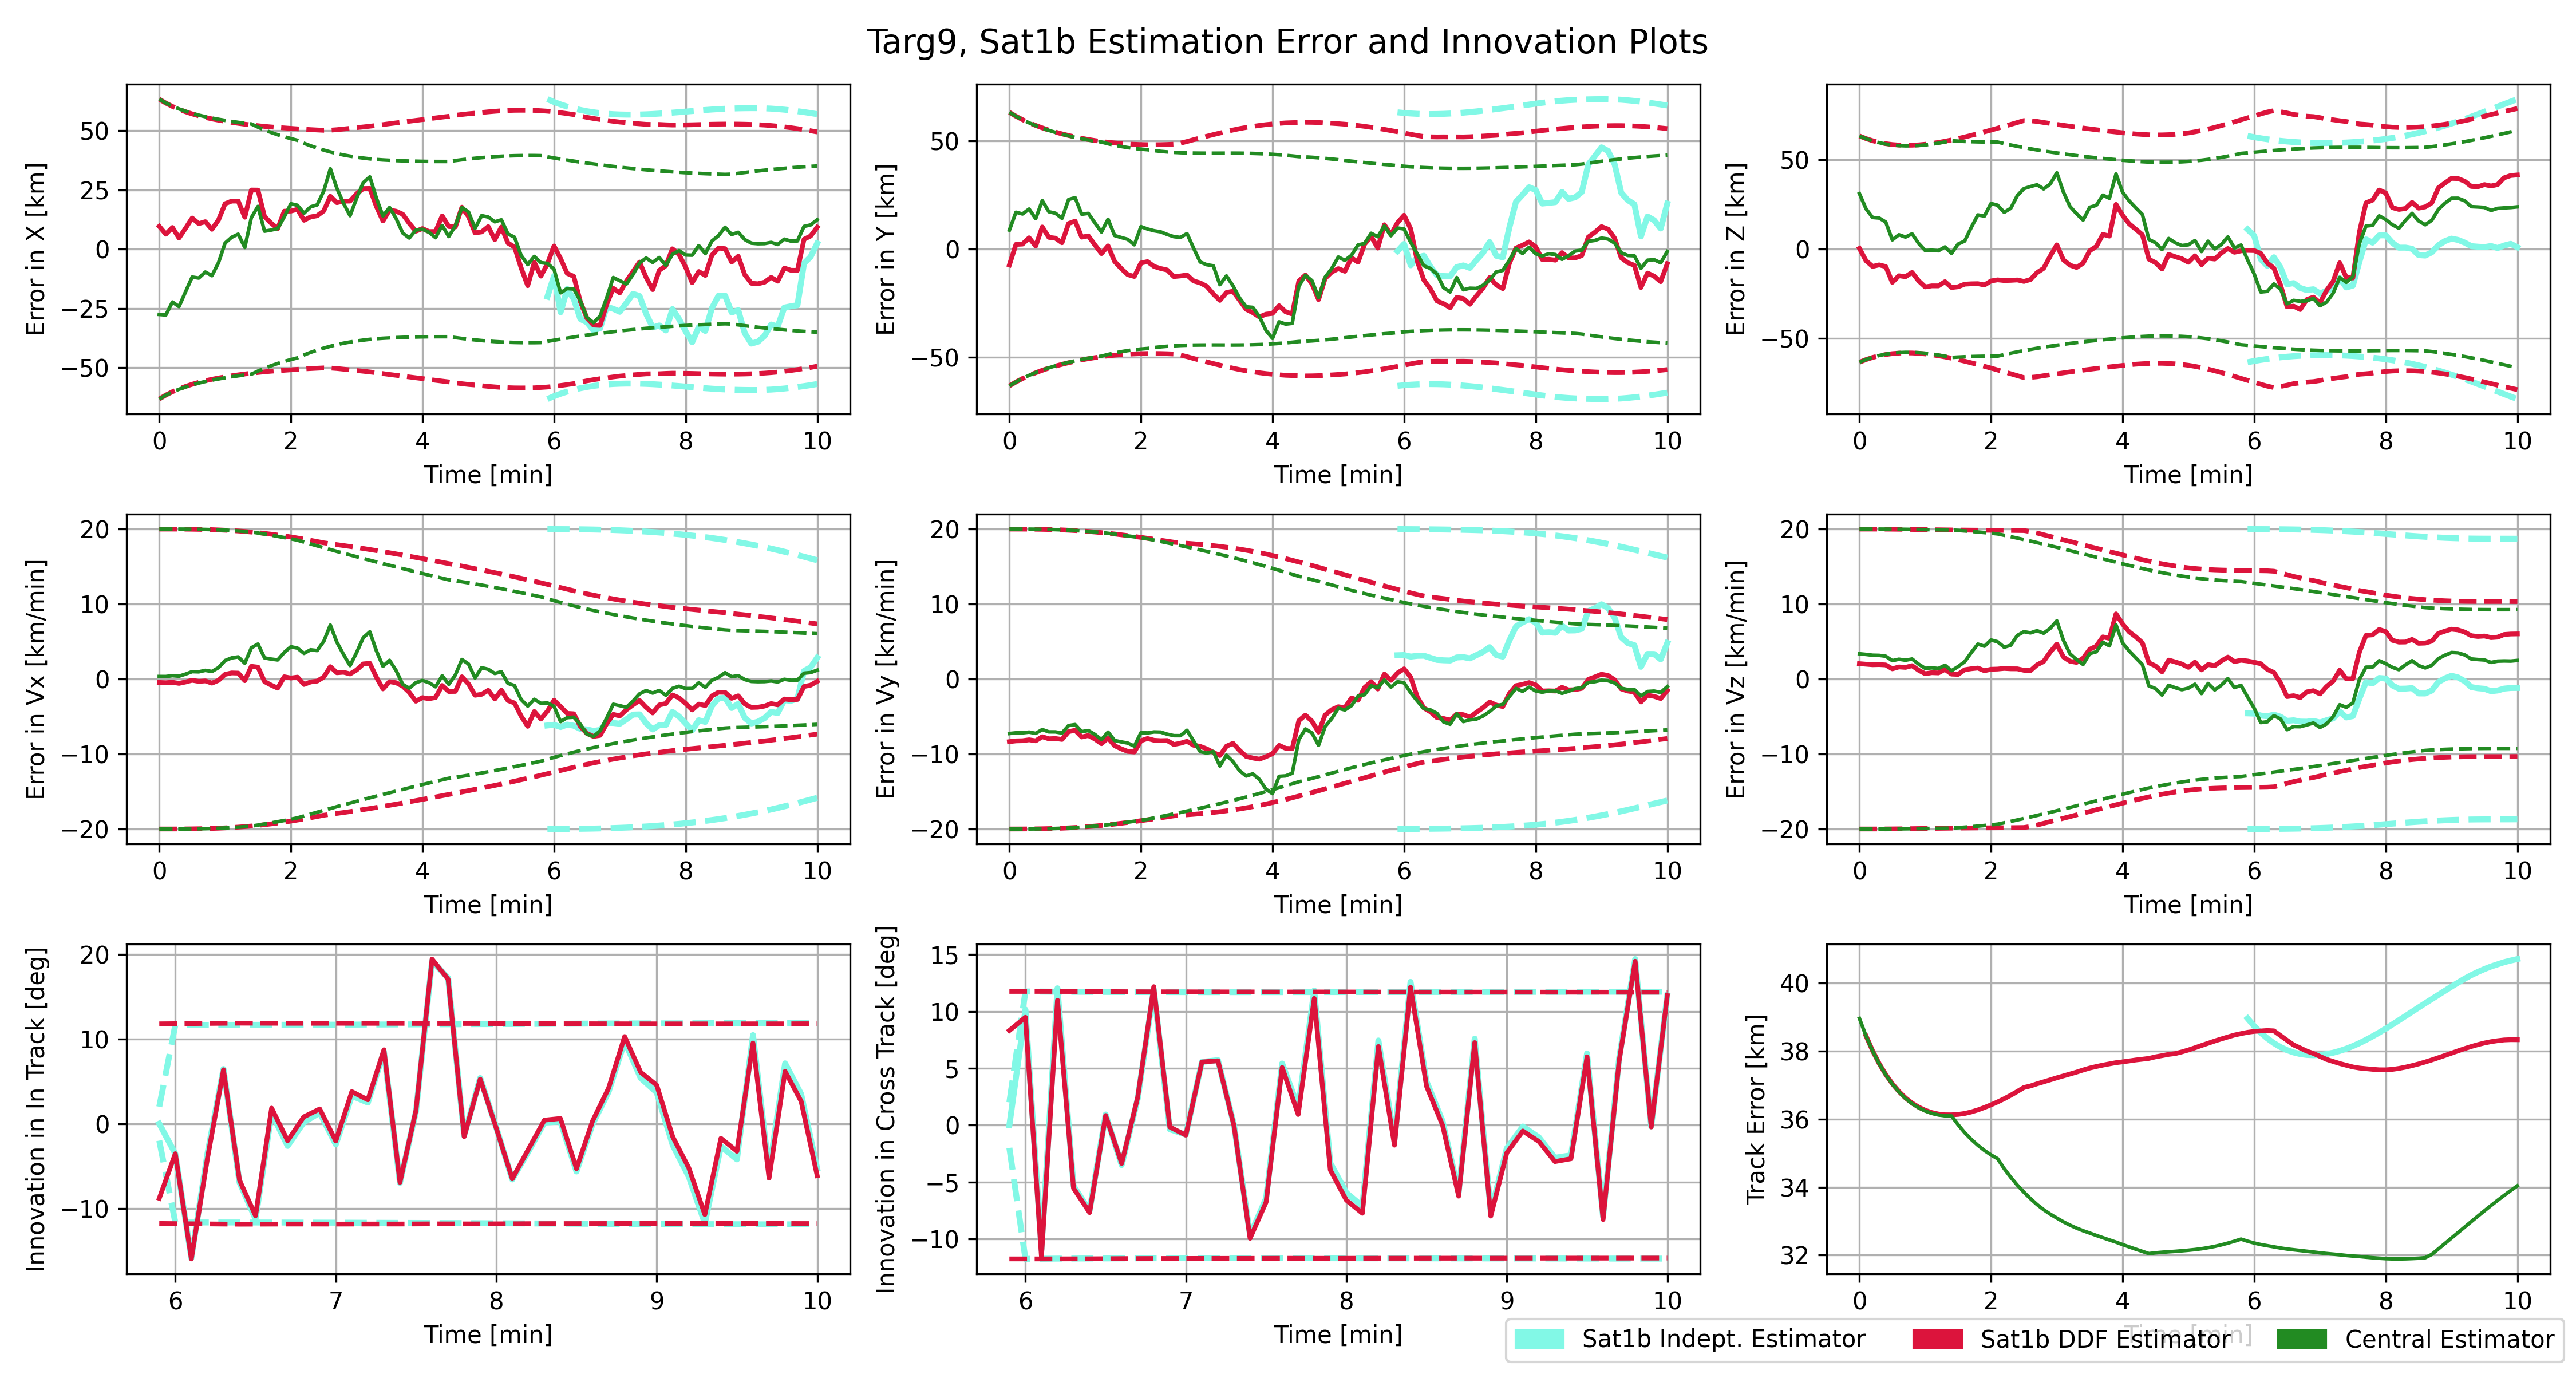 Targ9, Sat1b Estimation Error and Innovation Plots
Error in X [km]
50
25
0
−25
−50
0 2 4 6 8 10
Time [min]
Error in Y [km]
50
0
−50
0 2 4 6 8 10
Time [min]
Error in Z [km]
50
0
−50
0 2 4 6 8 10
Time [min]
Error in Vx [km/min]
20
10
0
−10
−20
0 2 4 6 8 10
Time [min]
Error in Vy [km/min]
20
10
0
−10
−20
0 2 4 6 8 10
Time [min]
Error in Vz [km/min]
20
10
0
−10
−20
0 2 4 6 8 10
Time [min]
Innovation in In Track [deg]
20
10
0
−10
6 7 8 9 10
Time [min]
Innovation in Cross Track [deg]
15
10
5
0
−5
−10
6 7 8 9 10
Time [min]
Track Error [km]
40
38
36
34
32
0 2 4 6 8 10
Time [min]
Sat1b Indept. Estimator
Sat1b DDF Estimator
Central Estimator